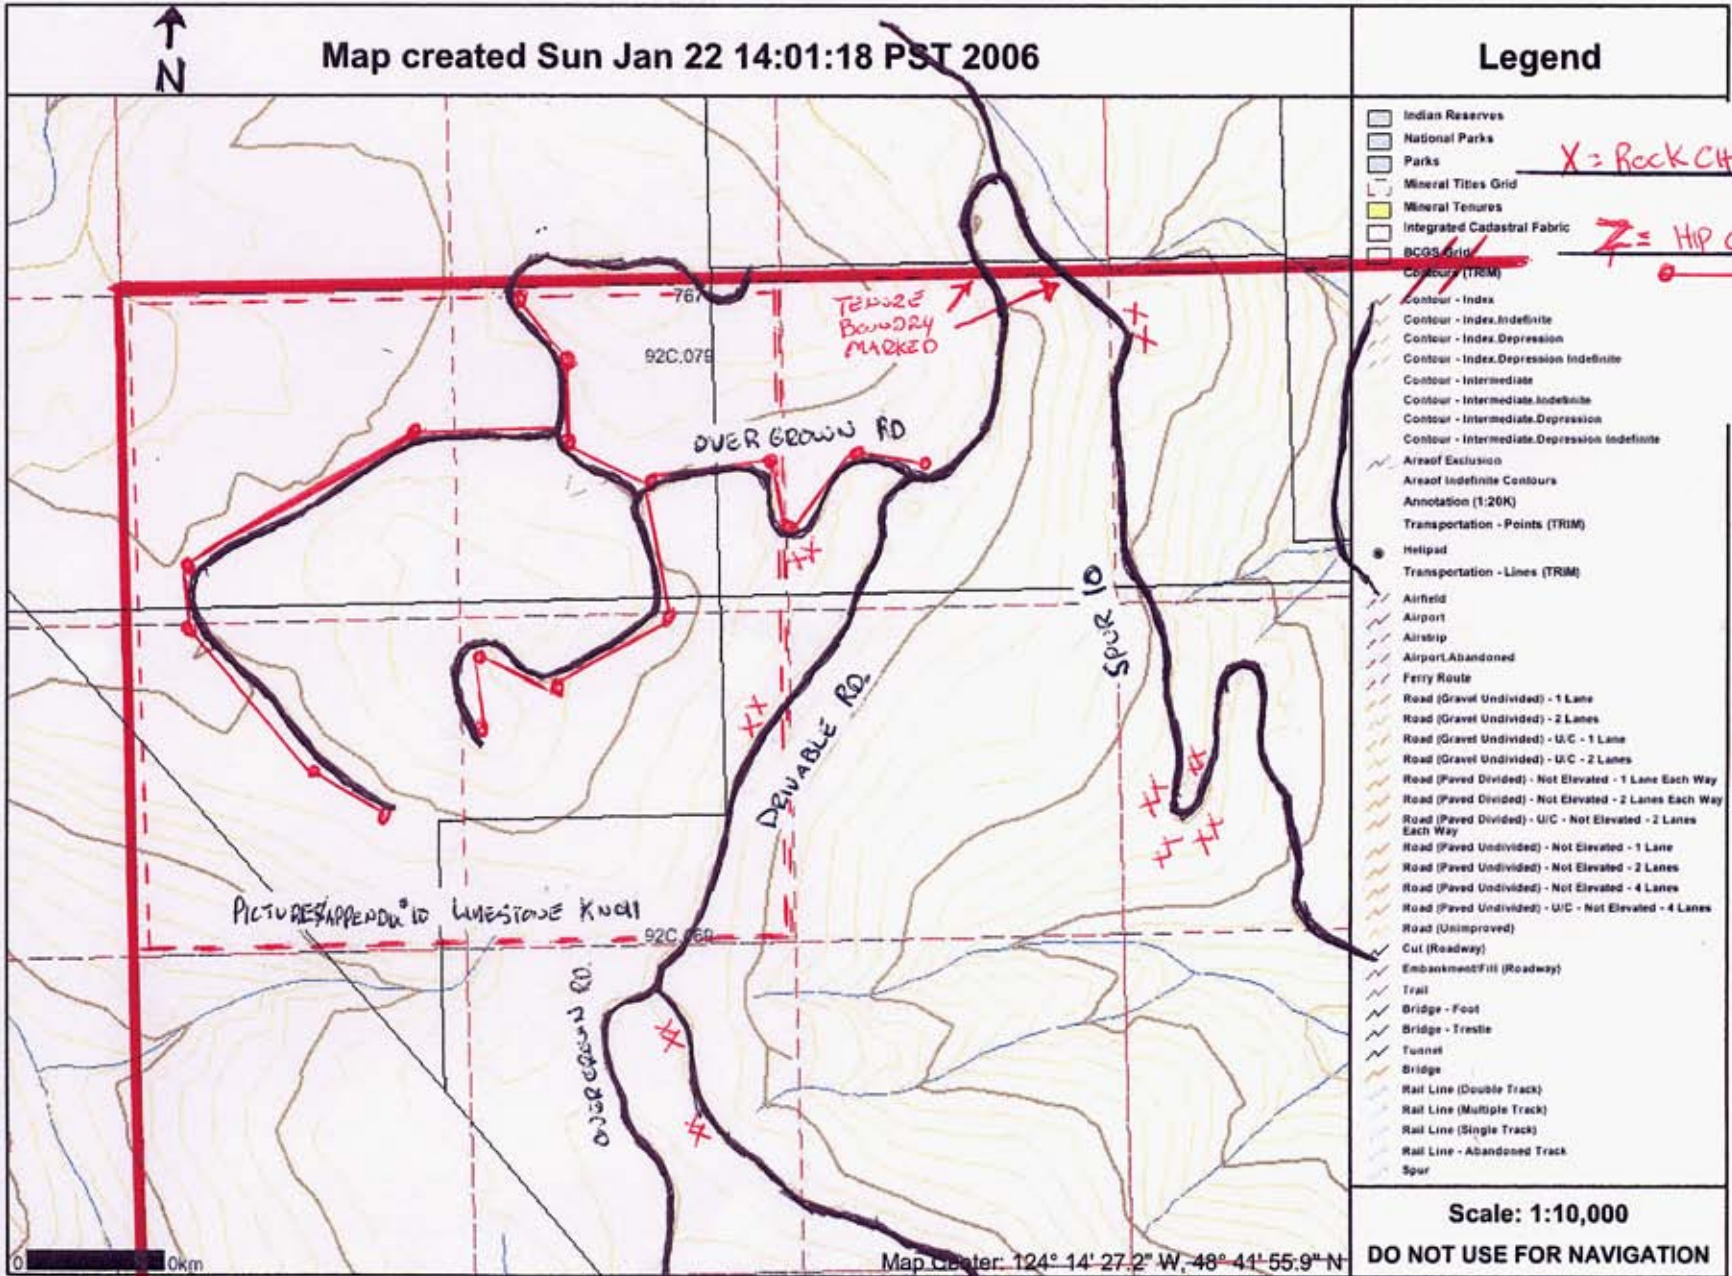 N
Map created Sun Jan 22 14:01:18 PST 2006
TENURE
BOUNDRY
MARKED
767
92C.079
OVER GROWN RD
SPUR 10
DRIVABLE RD.
LIMESTONE KNOll
92C.069
OVERGROWN RD.
0
0km
Map Center: 124° 14' 27.2" W, 48° 41' 55.9" N
Legend
Indian Reserves
National Parks
Parks
X = ROCK CH
Mineral Titles Grid
Mineral Tenures
Integrated Cadastral Fabric
= HIP C
BCGS Grid
Contours (TRIM)
Contour - Index
Contour - Index.Indefinite
Contour - Index.Depression
Contour - Index.Depression Indefinite
Contour - Intermediate
Contour - Intermediate.Indefinite
Contour - Intermediate.Depression
Contour - Intermediate.Depression Indefinite
Areaof Exclusion
Areaof Indefinite Contours
Annotation (1:20K)
Transportation - Points (TRIM)
Helipad
Transportation - Lines (TRIM)
Airfield
Airport
Airstrip
Airport.Abandoned
Ferry Route
Road (Gravel Undivided) - 1 Lane
Road (Gravel Undivided) - 2 Lanes
Road (Gravel Undivided) - U/C - 1 Lane
Road (Gravel Undivided) - U/C - 2 Lanes
Road (Paved Divided) - Not Elevated - 1 Lane Each Way
Road (Paved Divided) - Not Elevated - 2 Lanes Each Way
Road (Paved Divided) - U/C - Not Elevated - 2 Lanes
Each Way
Road (Paved Undivided) - Not Elevated - 1 Lane
Road (Paved Undivided) - Not Elevated - 2 Lanes
Road (Paved Undivided) - Not Elevated - 4 Lanes
Road (Paved Undivided) - U/C - Not Elevated - 4 Lanes
Road (Unimproved)
Cut (Roadway)
Embankment/Fill (Roadway)
Trail
Bridge - Foot
Bridge - Trestle
Tunnel
Bridge
Rail Line (Double Track)
Rail Line (Multiple Track)
Rail Line (Single Track)
Rail Line - Abandoned Track
Spur
Scale: 1:10,000
DO NOT USE FOR NAVIGATION